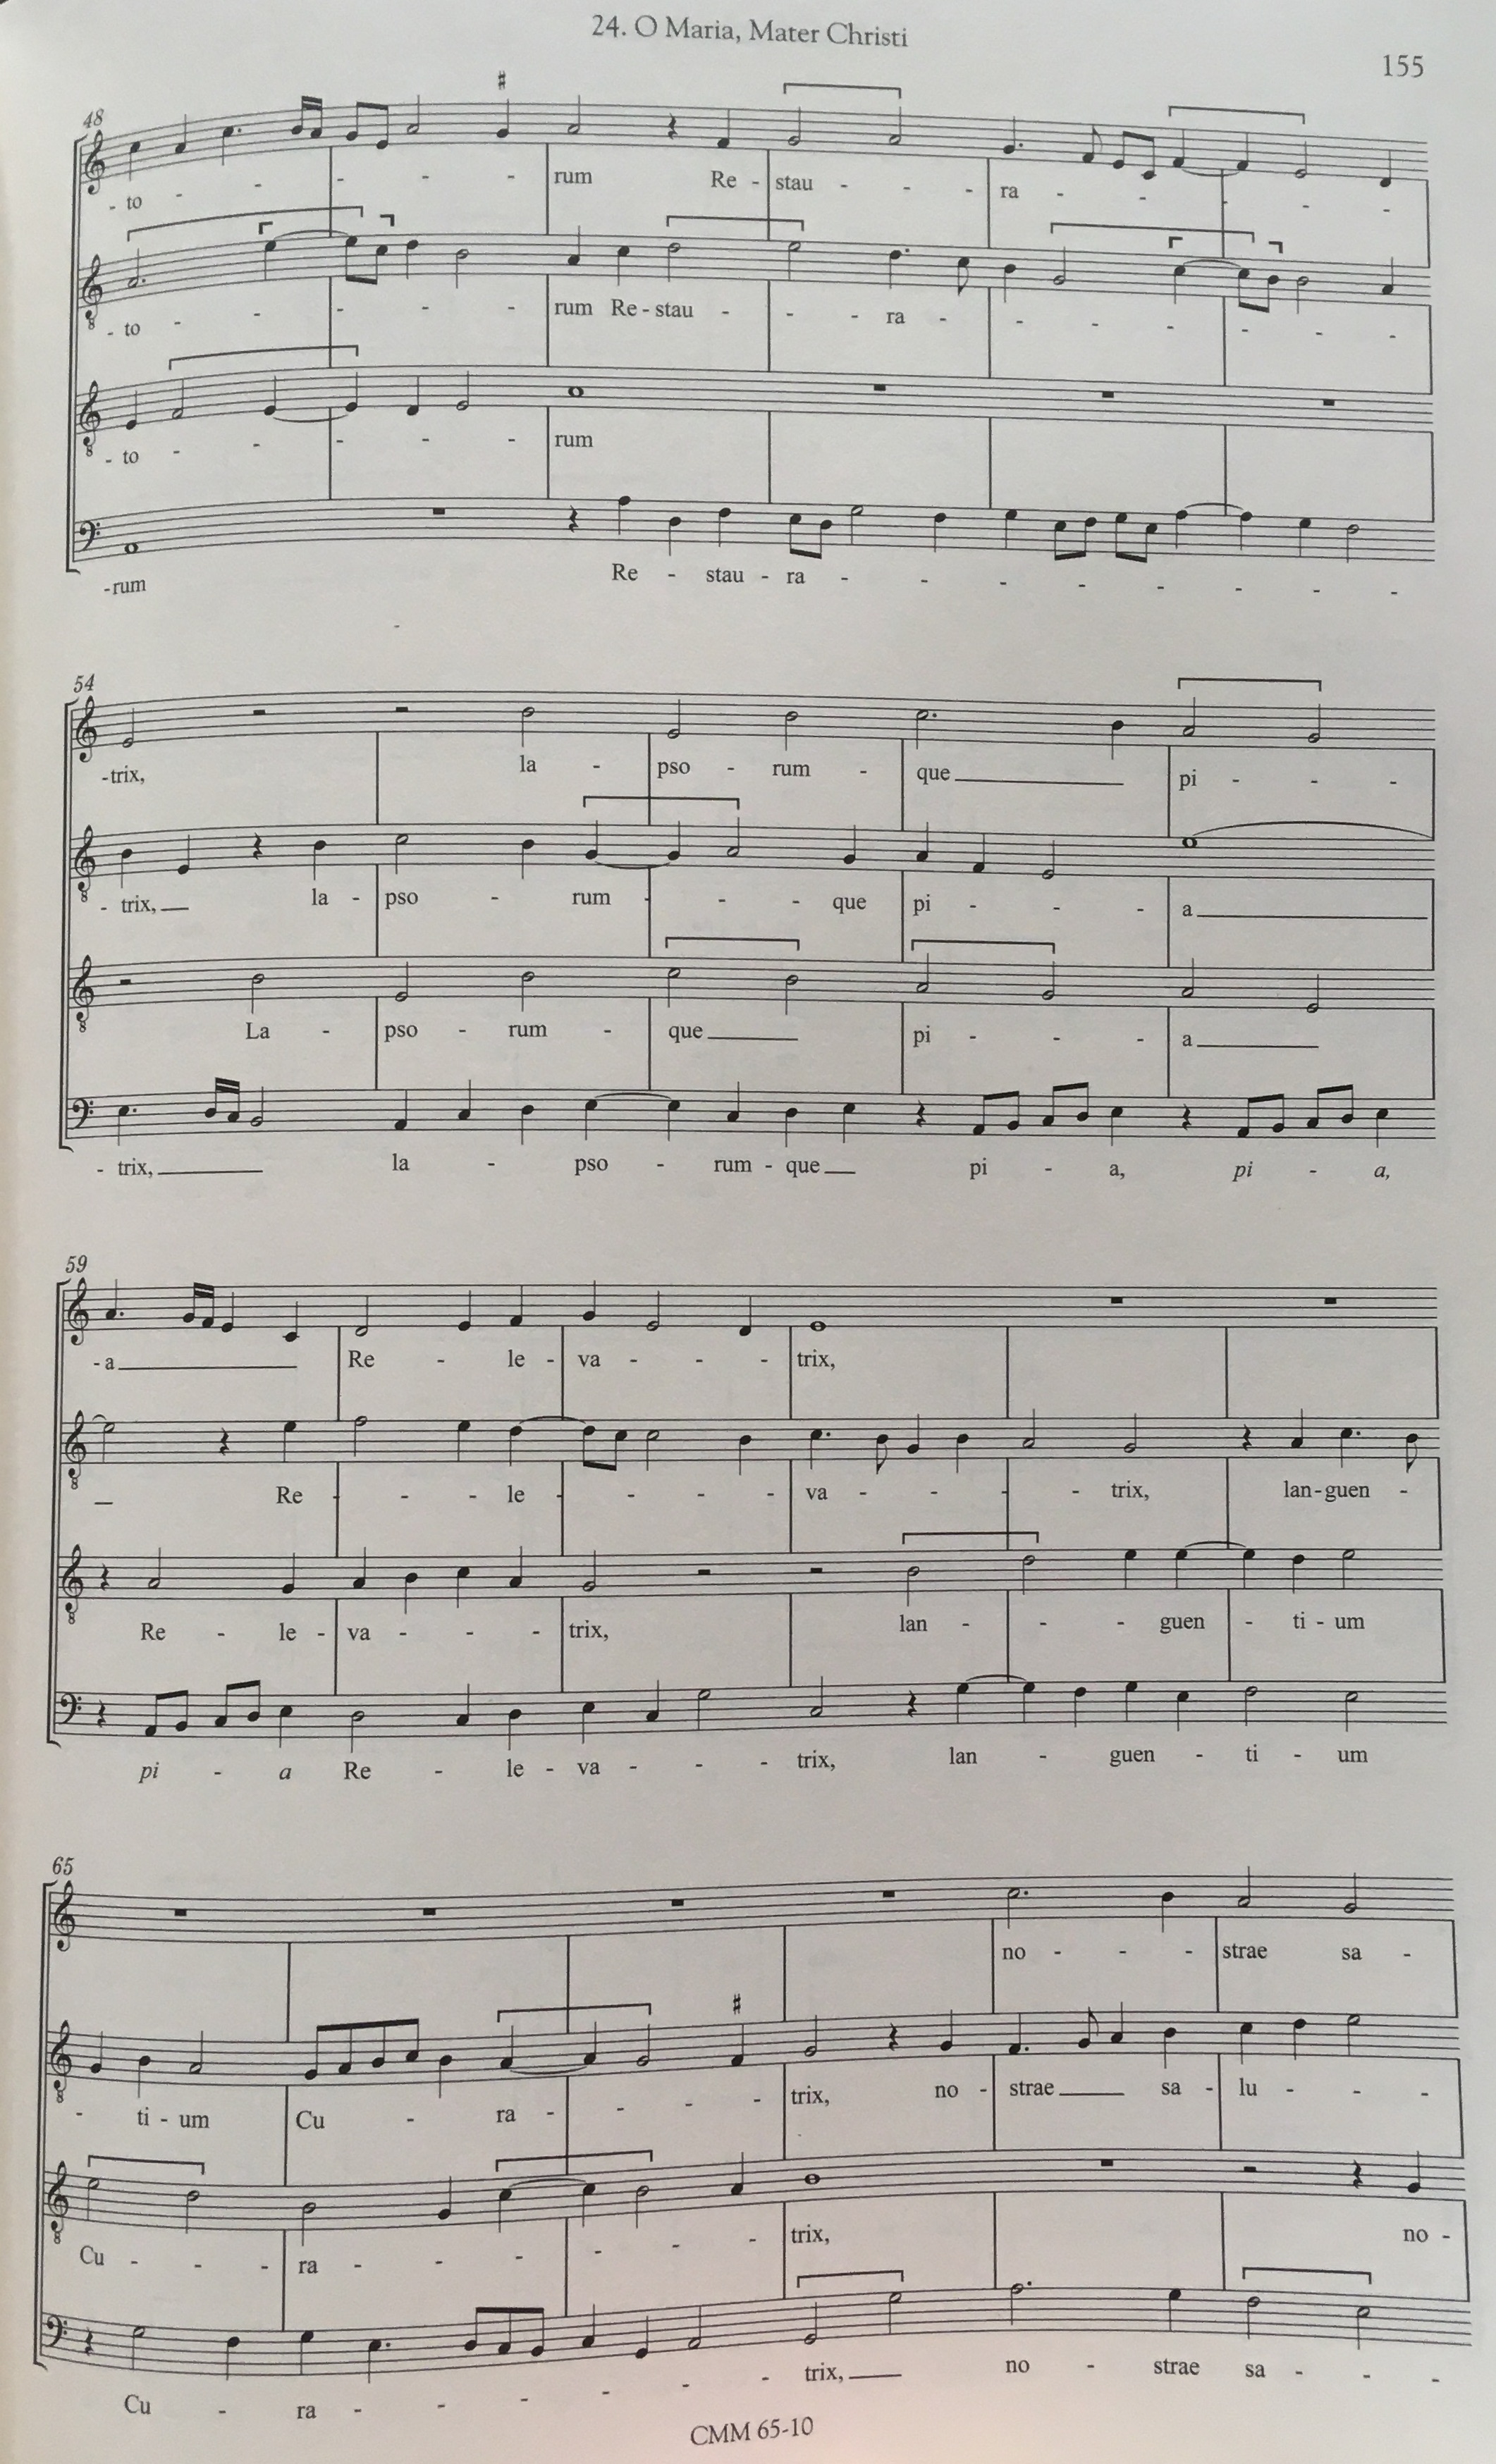 24. O Maria, Mater Christi
155
48
- to - - - - - rum Re - stau - - - ra - - - - -
- to - - - - - rum Re - stau - - - ra - - - - - - -
- to - - - - - rum
-rum Re - stau - ra - - - - - - - -
54
-trix, la - pso - rum - que pi - - -
- trix, la - pso - rum - - - que pi - - - a
La - pso - rum - que pi - - - a
- trix, la - pso - rum - que pi - a, pi - a,
59
-a Re - le - va - - - trix,
Re - - - le - - - - va - - - - trix, lan-guen -
Re - le - va - - - trix, lan - - - guen - ti - um
pi - a Re - le - va - - - trix, lan - guen - ti - um
65
no - - - strae sa -
- ti - um Cu - ra - - - - trix, no - strae sa - lu - - -
Cu - - - ra - - - - - - trix, no -
Cu - ra - - - - - - trix, no - strae sa - - -
CMM 65-10